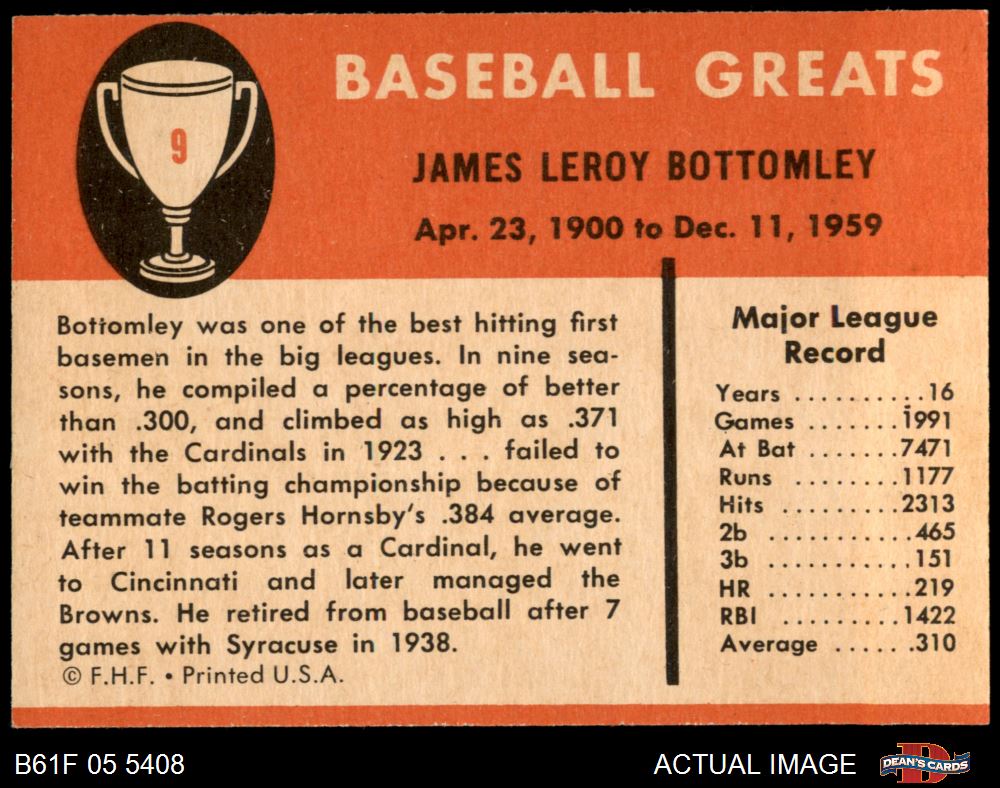 BASEBALL GREATS
9
JAMES LEROY BOTTOMLEY
Apr. 23, 1900 to Dec. 11, 1959
Bottomley was one of the best hitting first
basemen in the big leagues. In nine sea-
sons, he compiled a percentage of better
than .300, and climbed as high as .371
with the Cardinals in 1923 . . . failed to
win the batting championship because of
teammate Rogers Hornsby's .384 average.
After 11 seasons as a Cardinal, he went
to Cincinnati and later managed the
Browns. He retired from baseball after 7
games with Syracuse in 1938.
© F.H.F. • Printed U.S.A.
Major League
Record
Years ..........16
Games .......1991
At Bat .......7471
Runs ........1177
Hits .........2313
2b ...........465
3b ...........151
HR ...........219
RBI .........1422
Average ......310
B61F 05 5408
ACTUAL IMAGE
DEAN'S CARDS